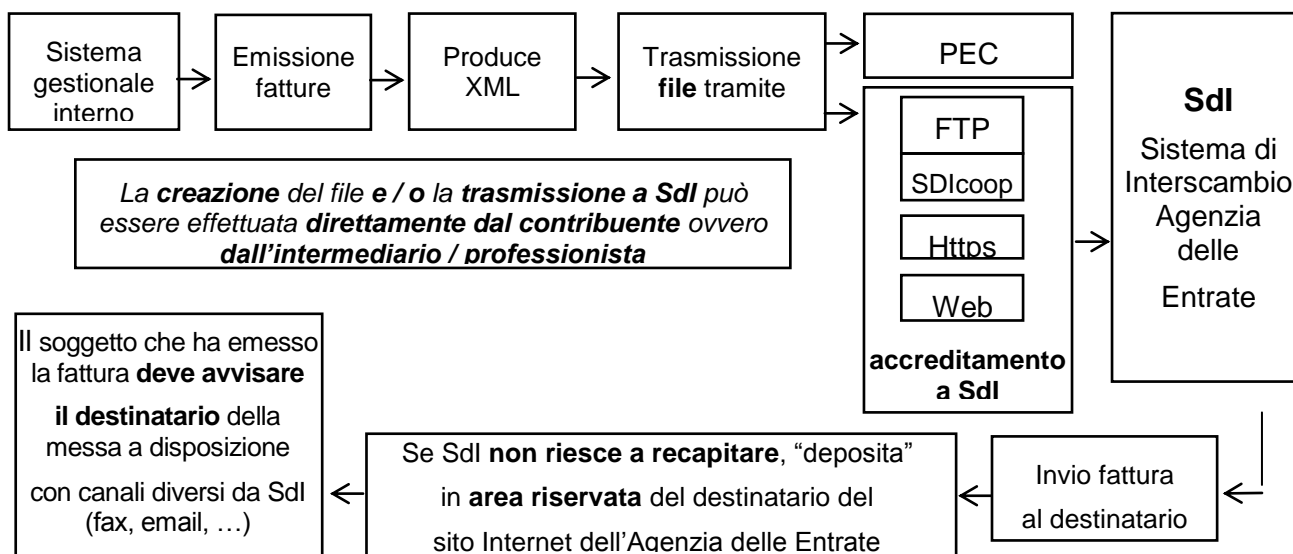 Sistema
gestionale
interno
Emissione
fatture
Produce
XML
Trasmissione
file tramite
PEC
FTP
SDIcoop
Https
Web
accreditamento
a SdI
SdI
Sistema di
Interscambio
Agenzia
delle
Entrate
La creazione del file e / o la trasmissione a SdI può
essere effettuata direttamente dal contribuente ovvero
dall'intermediario / professionista
Invio fattura
al destinatario
Se SdI non riesce a recapitare, “deposita”
in area riservata del destinatario del
sito Internet dell'Agenzia delle Entrate
Il soggetto che ha emesso
la fattura deve avvisare
il destinatario della
messa a disposizione
con canali diversi da SdI
(fax, email, …)